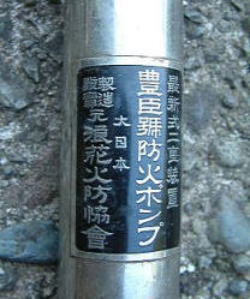 最新式二重装置
豊臣號防火ポンプ
大日本
製造發賣元 浪花火防協會